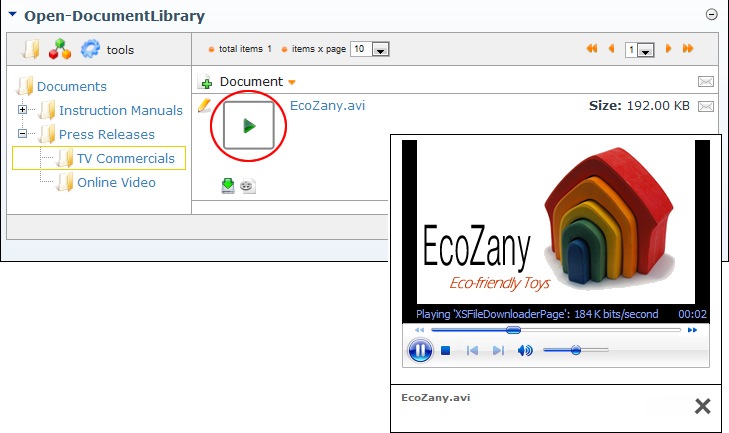 Open-DocumentLibrary
tools
total items 1 items x page 10
1
Documents
Instruction Manuals
Press Releases
TV Commercials
Online Video
Document
EcoZany.avi
Size: 192.00 KB
EcoZany
Eco-friendly Toys
Playing 'XSFileDownloaderPage': 184 K bits/second 00:02
EcoZany.avi